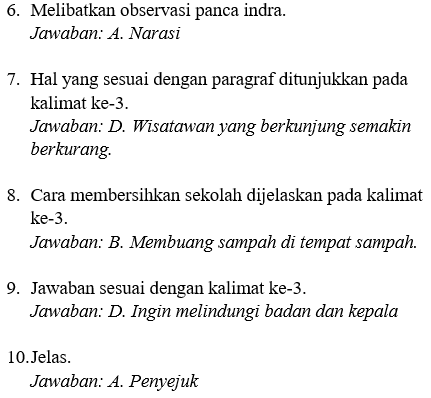 6. Melibatkan observasi panca indra.
Jawaban: A. Narasi
7. Hal yang sesuai dengan paragraf ditunjukkan pada
kalimat ke-3.
Jawaban: D. Wisatawan yang berkunjung semakin
berkurang.
8. Cara membersihkan sekolah dijelaskan pada kalimat
ke-3.
Jawaban: B. Membuang sampah di tempat sampah.
9. Jawaban sesuai dengan kalimat ke-3.
Jawaban: D. Ingin melindungi badan dan kepala
10.Jelas.
Jawaban: A. Penyejuk